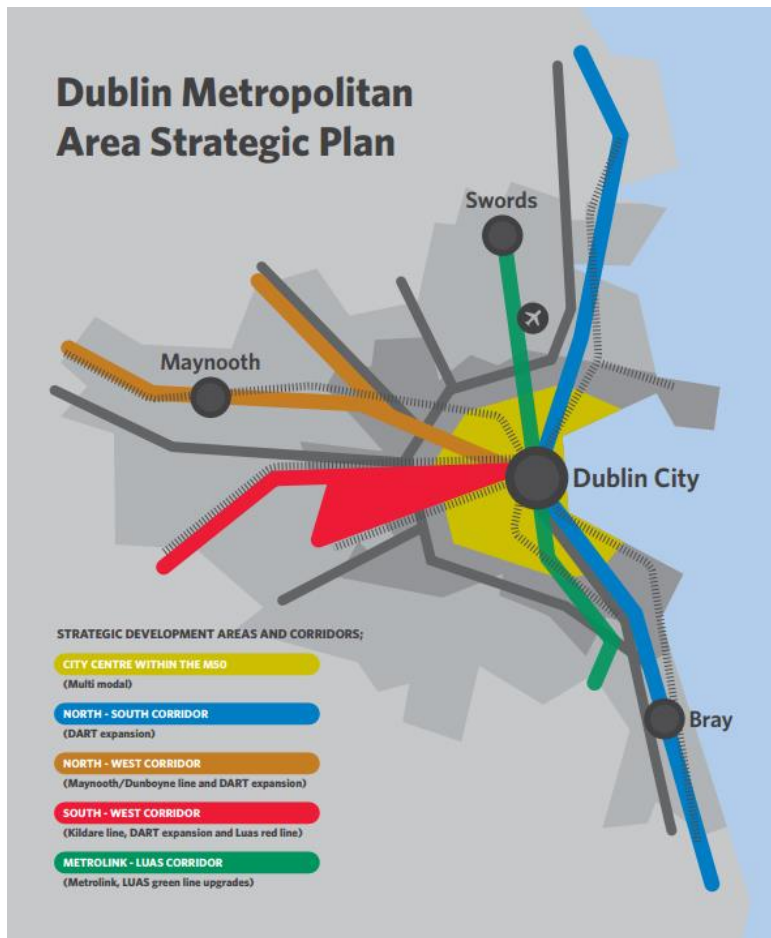 Dublin Metropolitan
Area Strategic Plan
Swords
Maynooth
Dublin City
Bray
STRATEGIC DEVELOPMENT AREAS AND CORRIDORS;
CITY CENTRE WITHIN THE M50
(Multi modal)
NORTH - SOUTH CORRIDOR
(DART expansion)
NORTH - WEST CORRIDOR
(Maynooth/Dunboyne line and DART expansion)
SOUTH - WEST CORRIDOR
(Kildare line, DART expansion and Luas red line)
METROLINK - LUAS CORRIDOR
(Metrolink, LUAS green line upgrades)